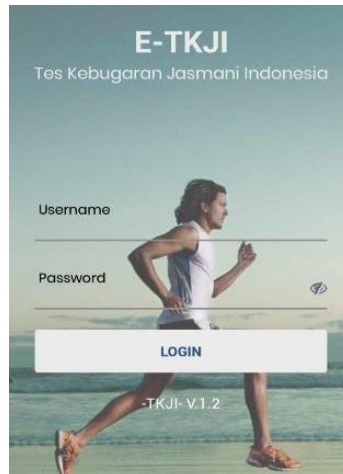 E-TKJI
Tes Kebugaran Jasmani Indonesia
Username
Password
LOGIN
-TKJI- V.1.2